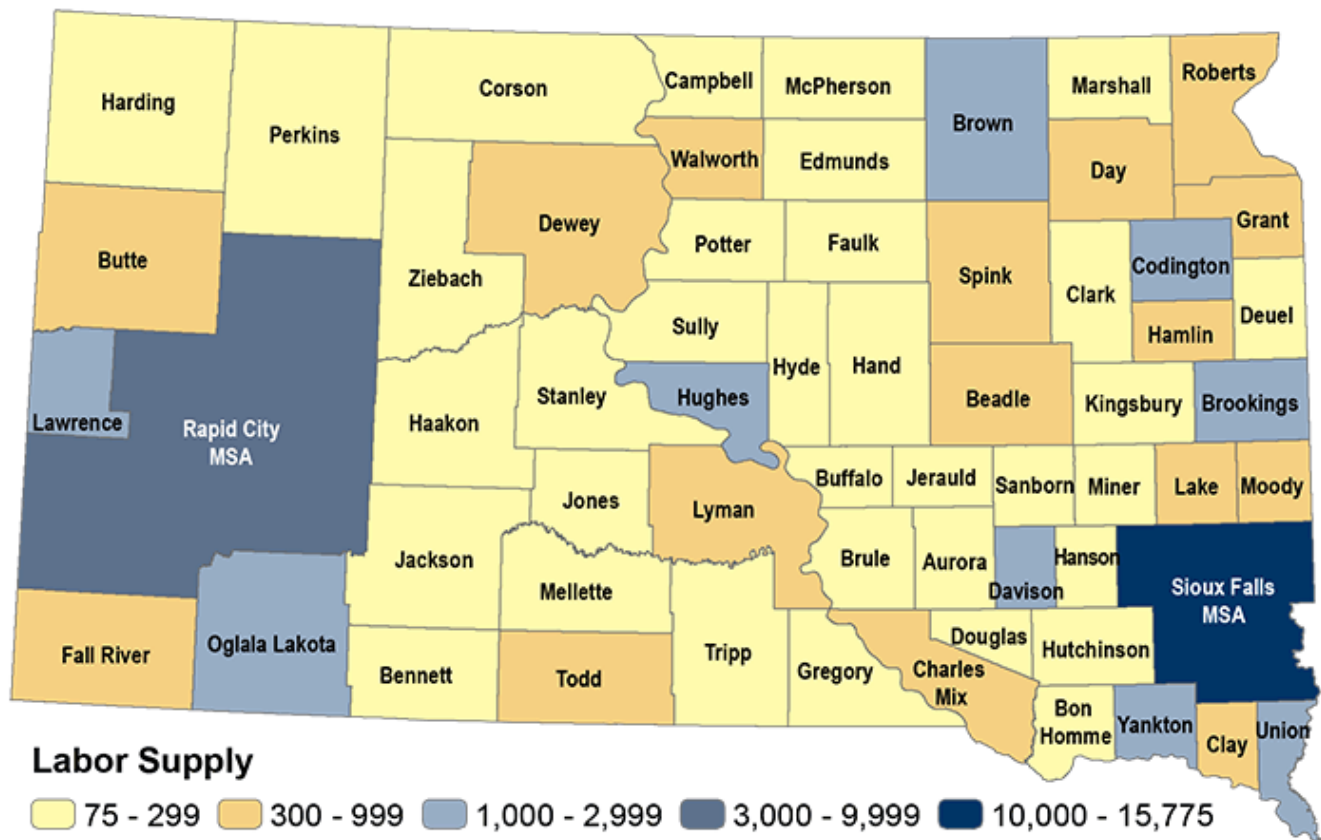 Harding
Perkins
Corson
Campbell
McPherson
Brown
Marshall
Roberts
Walworth
Edmunds
Day
Butte
Dewey
Ziebach
Potter
Faulk
Spink
Clark
Codington
Grant
Hamlin
Deuel
Sully
Hyde
Hand
Lawrence
Rapid City
MSA
Haakon
Stanley
Hughes
Beadle
Kingsbury
Brookings
Jones
Lyman
Buffalo
Jerauld
Sanborn
Miner
Lake
Moody
Jackson
Mellette
Brule
Aurora
Davison
Hanson
Sioux Falls
MSA
Fall River
Oglala Lakota
Bennett
Todd
Tripp
Gregory
Charles
Mix
Douglas
Hutchinson
Bon
Homme
Yankton
Clay
Union
Labor Supply
75 - 299
300 - 999
1,000 - 2,999
3,000 - 9,999
10,000 - 15,775